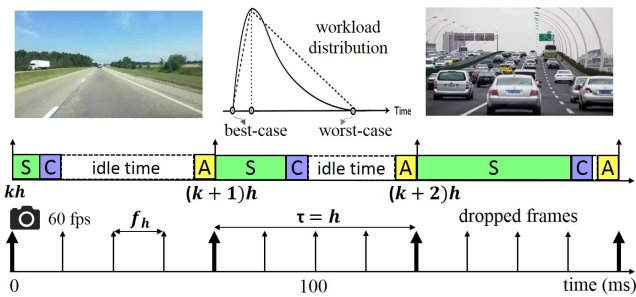 workload
distribution
Time
best-case
worst-case
S C idle time A S C idle time A S C A
kh
(k + 1)h
(k + 2)h
60 fps
f_h
τ = h
dropped frames
0
100
time (ms)